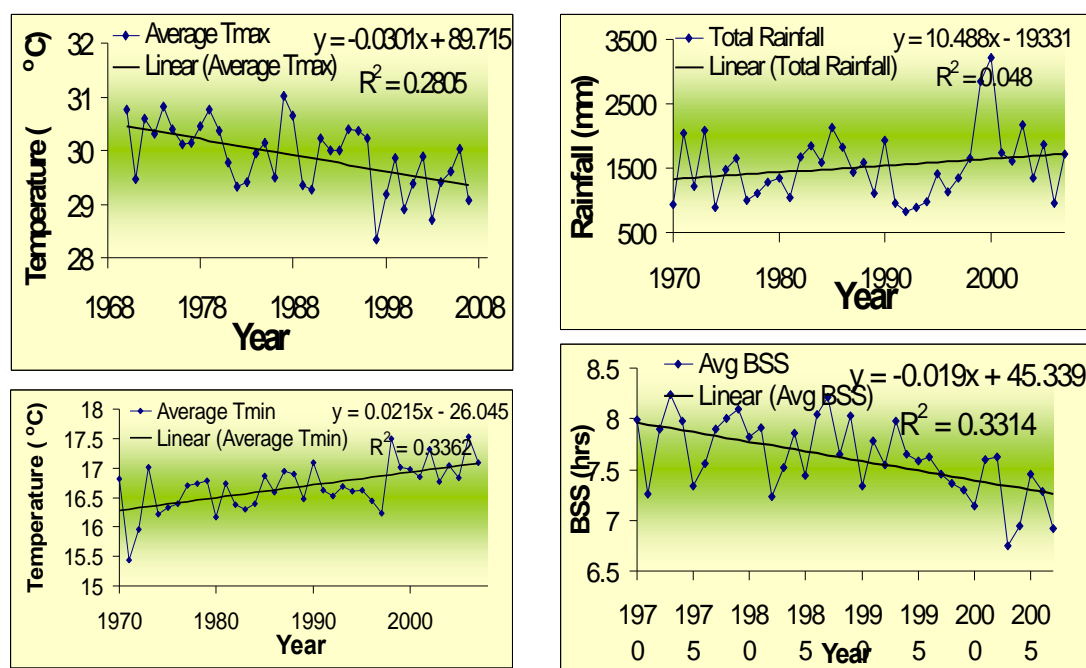 °C)
Temperature (
32
31
30
29
28
Average Tmax
Linear (Average Tmax)
y = -0.0301x + 89.715
R² = 0.2805
1968 1978 1988 1998 2008
Year
Rainfall (mm)
3500
2500
1500
500
Total Rainfall
Linear (Total Rainfall)
y = 10.488x - 19331
R² = 0.048
1970 1980 1990 2000
Year
Temperature (°C)
18
17.5
17
16.5
16
15.5
15
Average Tmin
Linear (Average Tmin)
y = 0.0215x - 26.045
R² = 0.3362
1970 1980 1990 2000
Year
BSS (hrs)
8.5
8
7.5
7
6.5
Avg BSS
Linear (Avg BSS)
y = -0.019x + 45.339
R² = 0.3314
197 197 198 198 199 199 200 200
0 5 0 5 0 5 0 5
Year